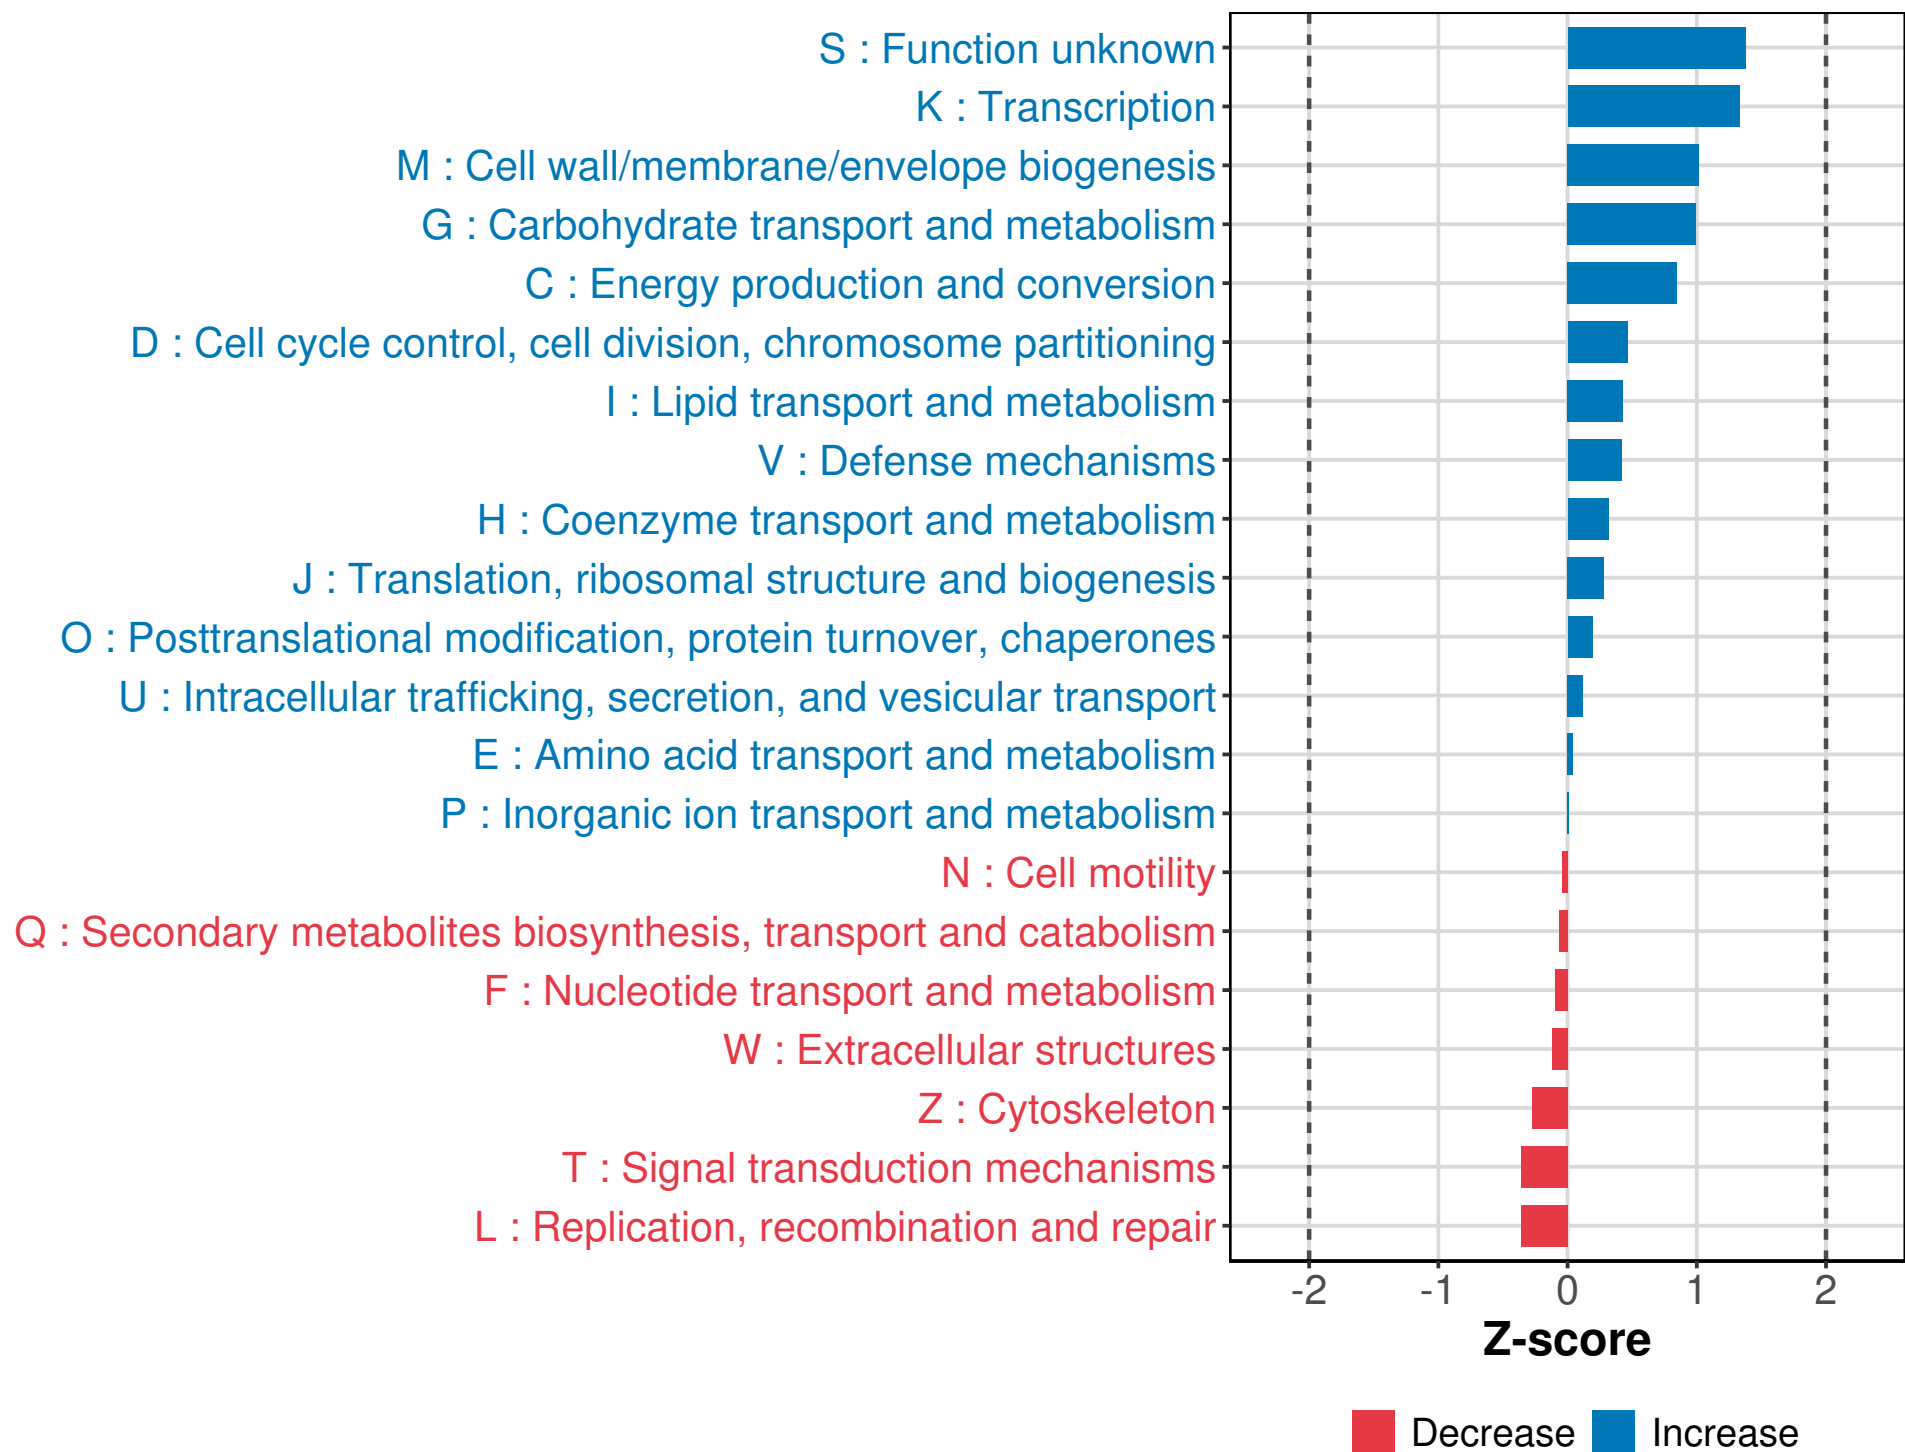 S : Function unknown
K : Transcription
M : Cell wall/membrane/envelope biogenesis
G : Carbohydrate transport and metabolism
C : Energy production and conversion
D : Cell cycle control, cell division, chromosome partitioning
I : Lipid transport and metabolism
V : Defense mechanisms
H : Coenzyme transport and metabolism
J : Translation, ribosomal structure and biogenesis
O : Posttranslational modification, protein turnover, chaperones
U : Intracellular trafficking, secretion, and vesicular transport
E : Amino acid transport and metabolism
P : Inorganic ion transport and metabolism
N : Cell motility
Q : Secondary metabolites biosynthesis, transport and catabolism
F : Nucleotide transport and metabolism
W : Extracellular structures
Z : Cytoskeleton
T : Signal transduction mechanisms
L : Replication, recombination and repair
-2 -1 0 1 2
Z-score
Decrease Increase